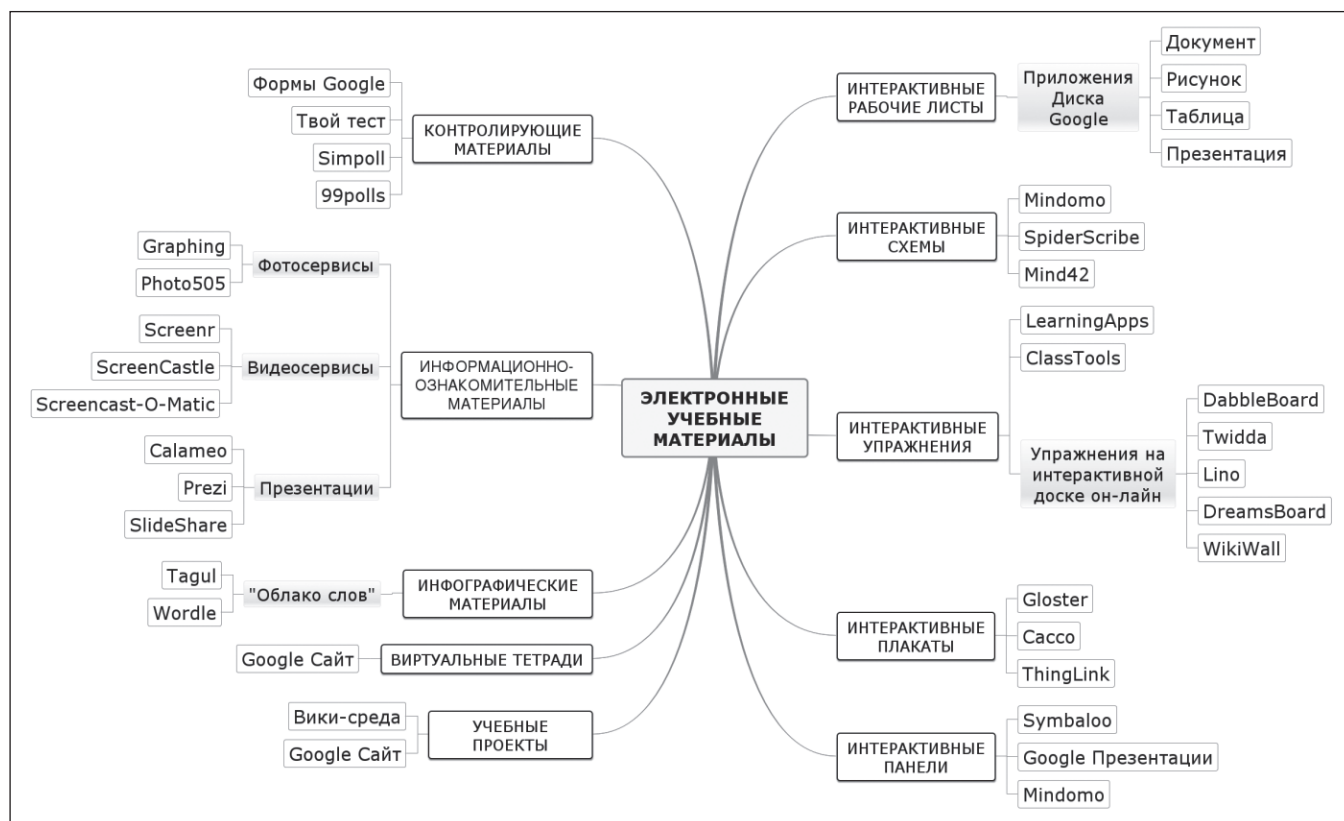 Формы Google
Твой тест
Simpoll
99polls
КОНТРОЛИРУЮЩИЕ
МАТЕРИАЛЫ
Graphing
Photo505
Фотосервисы
Screenr
ScreenCastle
Screencast-O-Matic
Видеосервисы
Calameo
Prezi
SlideShare
Презентации
ИНФОРМАЦИОННО-
ОЗНАКОМИТЕЛЬНЫЕ
МАТЕРИАЛЫ
Tagul
Wordle
"Облако слов"
ИНФОГРАФИЧЕСКИЕ
МАТЕРИАЛЫ
Google Сайт
ВИРТУАЛЬНЫЕ ТЕТРАДИ
Вики-среда
Google Сайт
УЧЕБНЫЕ
ПРОЕКТЫ
ЭЛЕКТРОННЫЕ
УЧЕБНЫЕ
МАТЕРИАЛЫ
ИНТЕРАКТИВНЫЕ
РАБОЧИЕ ЛИСТЫ
Приложения
Диска
Google
Документ
Рисунок
Таблица
Презентация
ИНТЕРАКТИВНЫЕ
СХЕМЫ
Mindomo
SpiderScribe
Mind42
ИНТЕРАКТИВНЫЕ
УПРАЖНЕНИЯ
LearningApps
ClassTools
Упражнения на
интерактивной
доске он-лайн
DabbleBoard
Twidda
Lino
DreamsBoard
WikiWall
ИНТЕРАКТИВНЫЕ
ПЛАКАТЫ
Gloster
Cacco
ThingLink
ИНТЕРАКТИВНЫЕ
ПАНЕЛИ
Symbaloo
Google Презентации
Mindomo